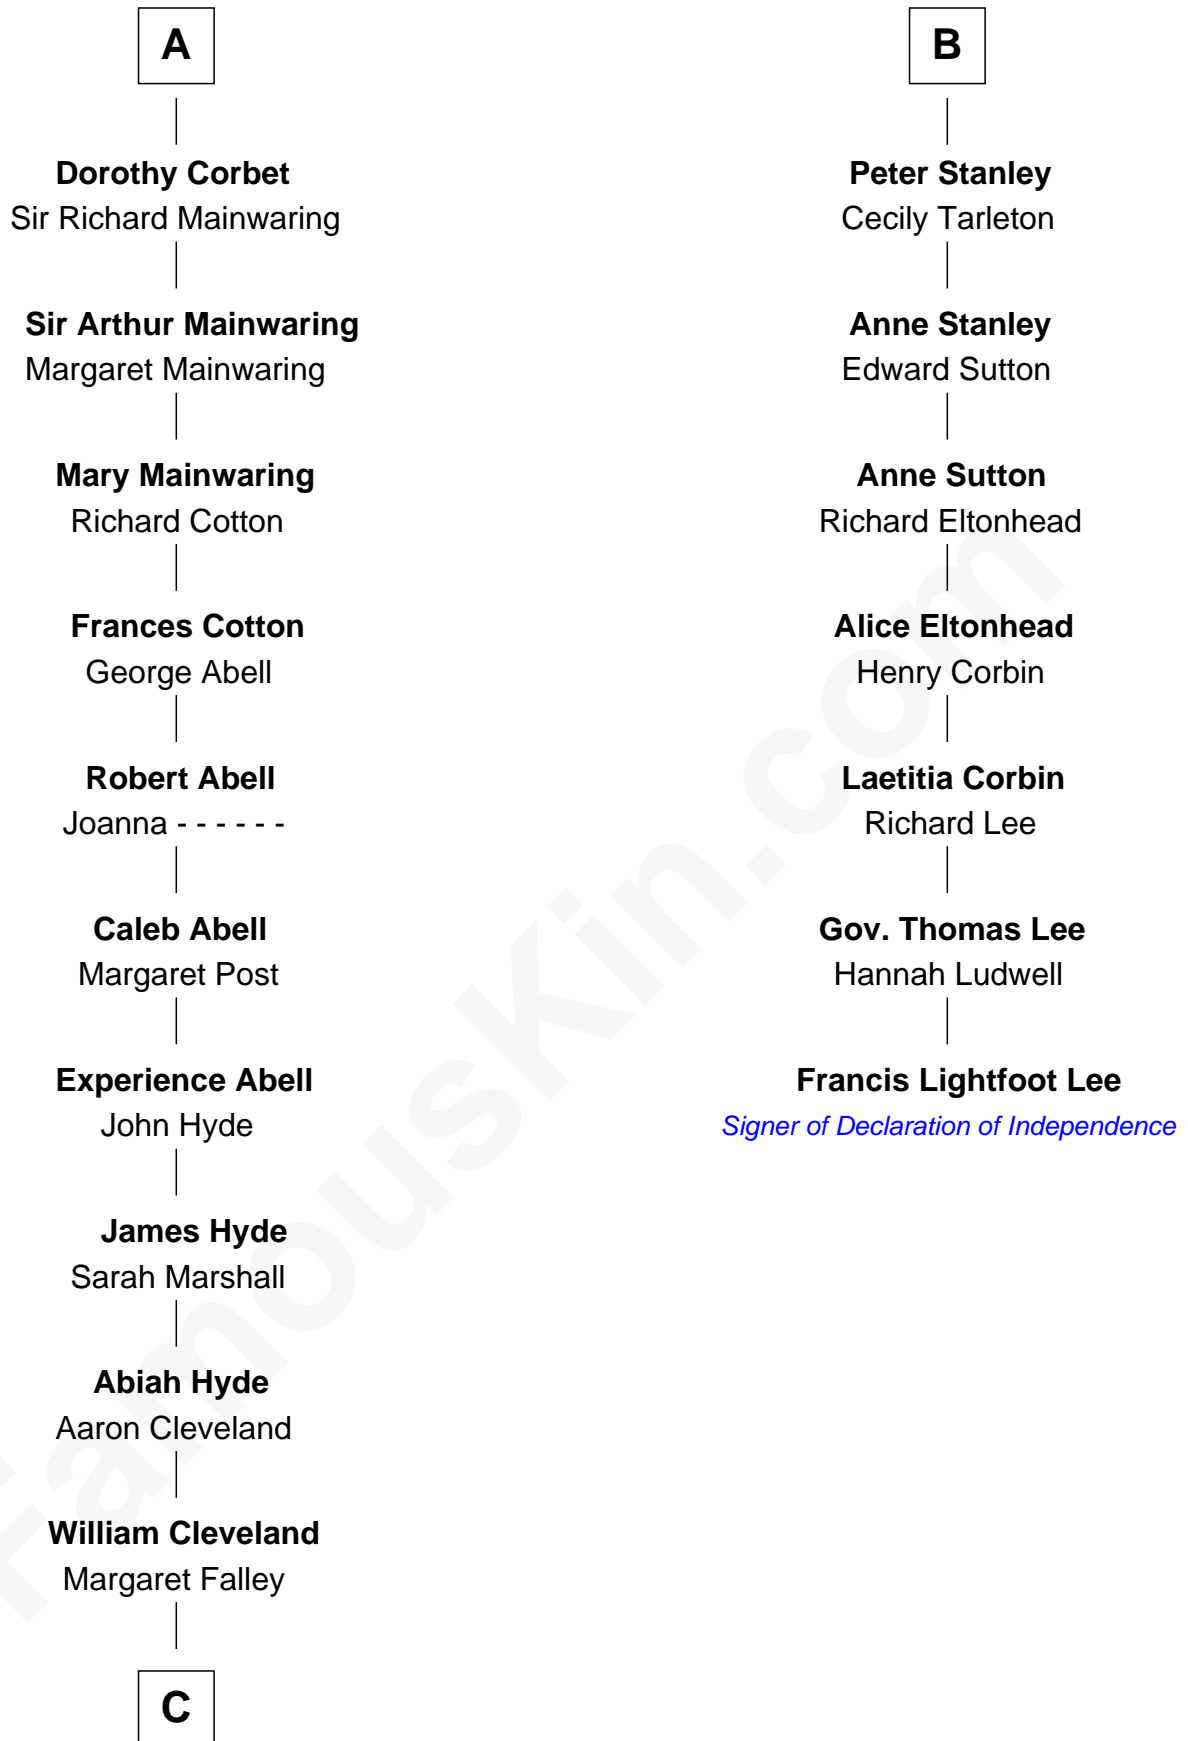 A
Dorothy Corbet
Sir Richard Mainwaring
Sir Arthur Mainwaring
Margaret Mainwaring
Mary Mainwaring
Richard Cotton
Frances Cotton
George Abell
Robert Abell
Joanna - - - - - -
Caleb Abell
Margaret Post
Experience Abell
John Hyde
James Hyde
Sarah Marshall
Abiah Hyde
Aaron Cleveland
William Cleveland
Margaret Falley
C
B
Peter Stanley
Cecily Tarleton
Anne Stanley
Edward Sutton
Anne Sutton
Richard Eltonhead
Alice Eltonhead
Henry Corbin
Laetitia Corbin
Richard Lee
Gov. Thomas Lee
Hannah Ludwell
Francis Lightfoot Lee
Signer of Declaration of Independence
FamousKin.com